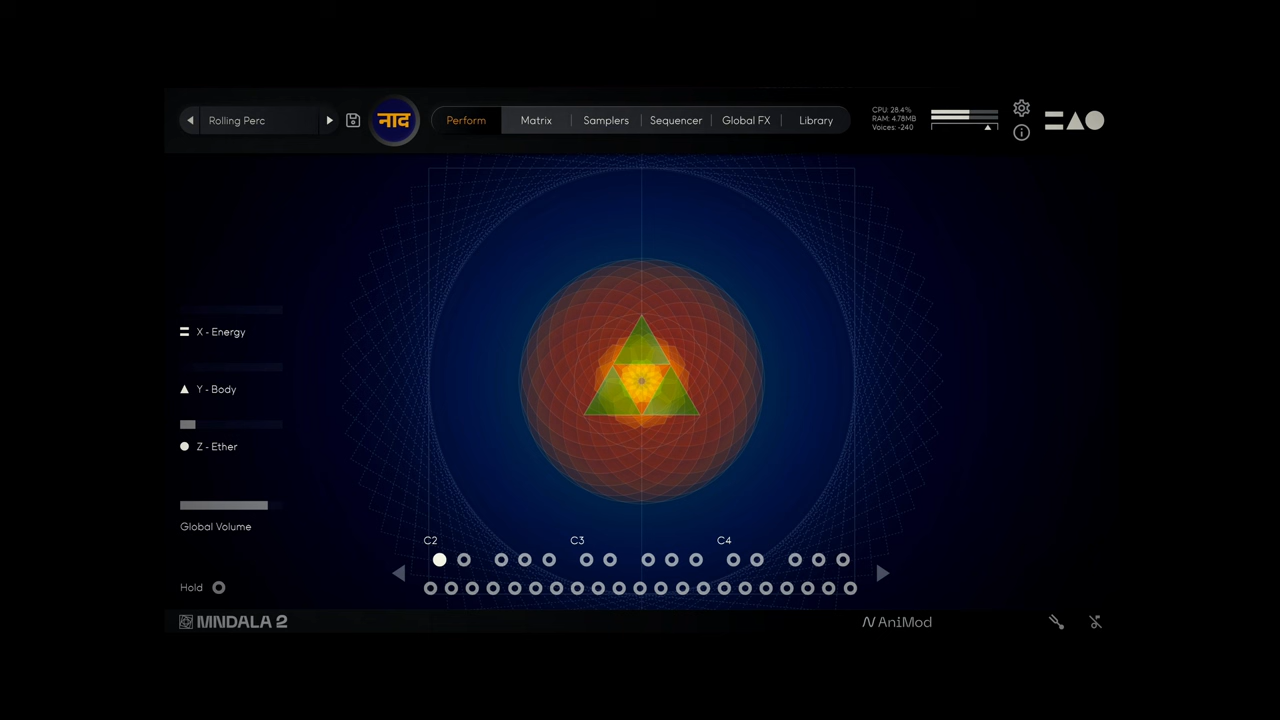 Rolling Perc
नाद
Perform Matrix Samplers Sequencer Global FX Library
CPU: 28.4%
RAM: 4.78MB
Voices: -240
X - Energy
Y - Body
Z - Ether
Global Volume
C2 C3 C4
Hold
MNDALA 2
AniMod